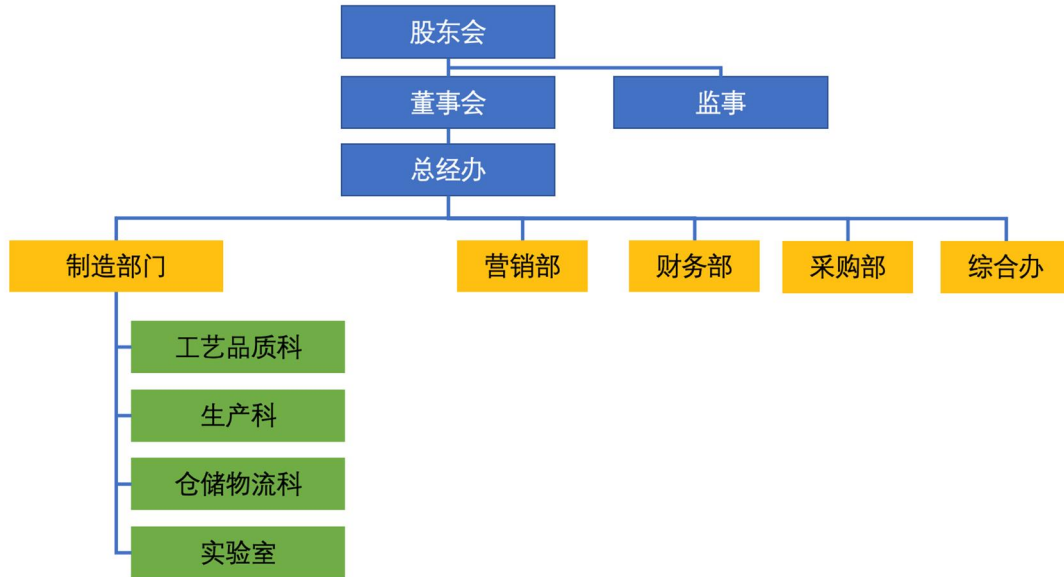 股东会
董事会
监事
总经办
制造部门
营销部
财务部
采购部
综合办
工艺品质科
生产科
仓储物流科
实验室